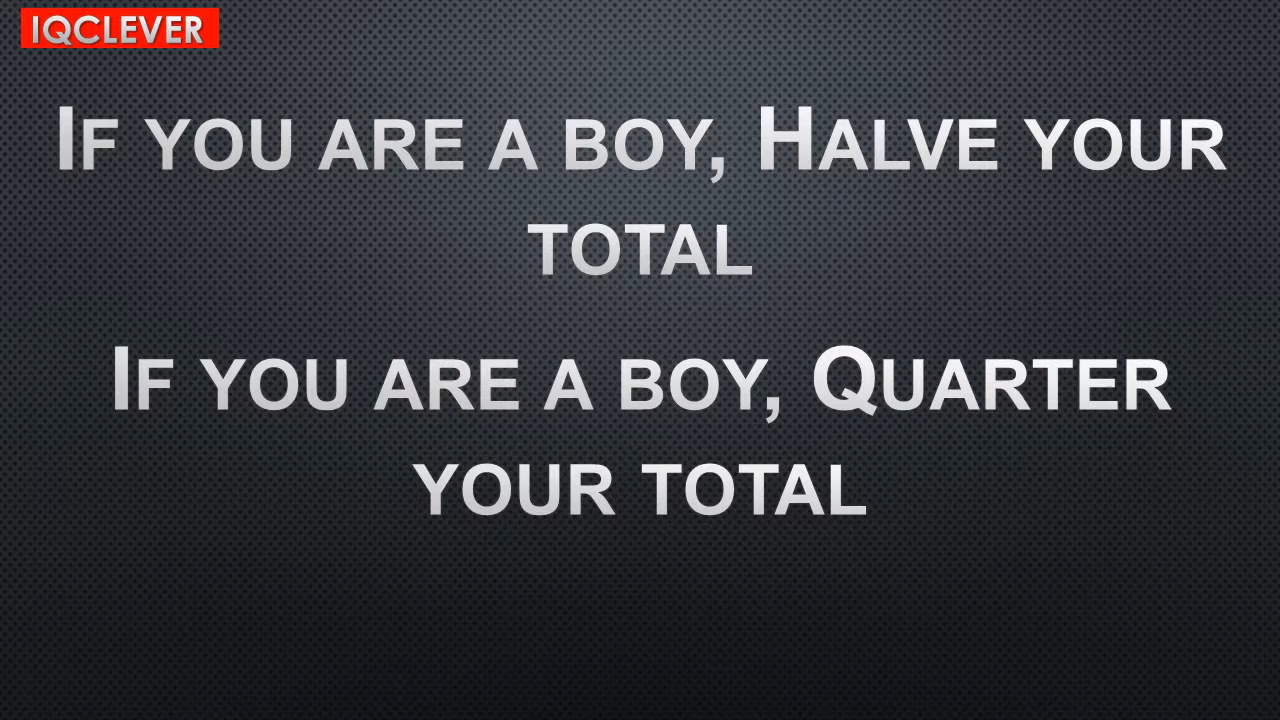 IQCLEVER
If you are a boy, Halve your
total
If you are a boy, Quarter
your total